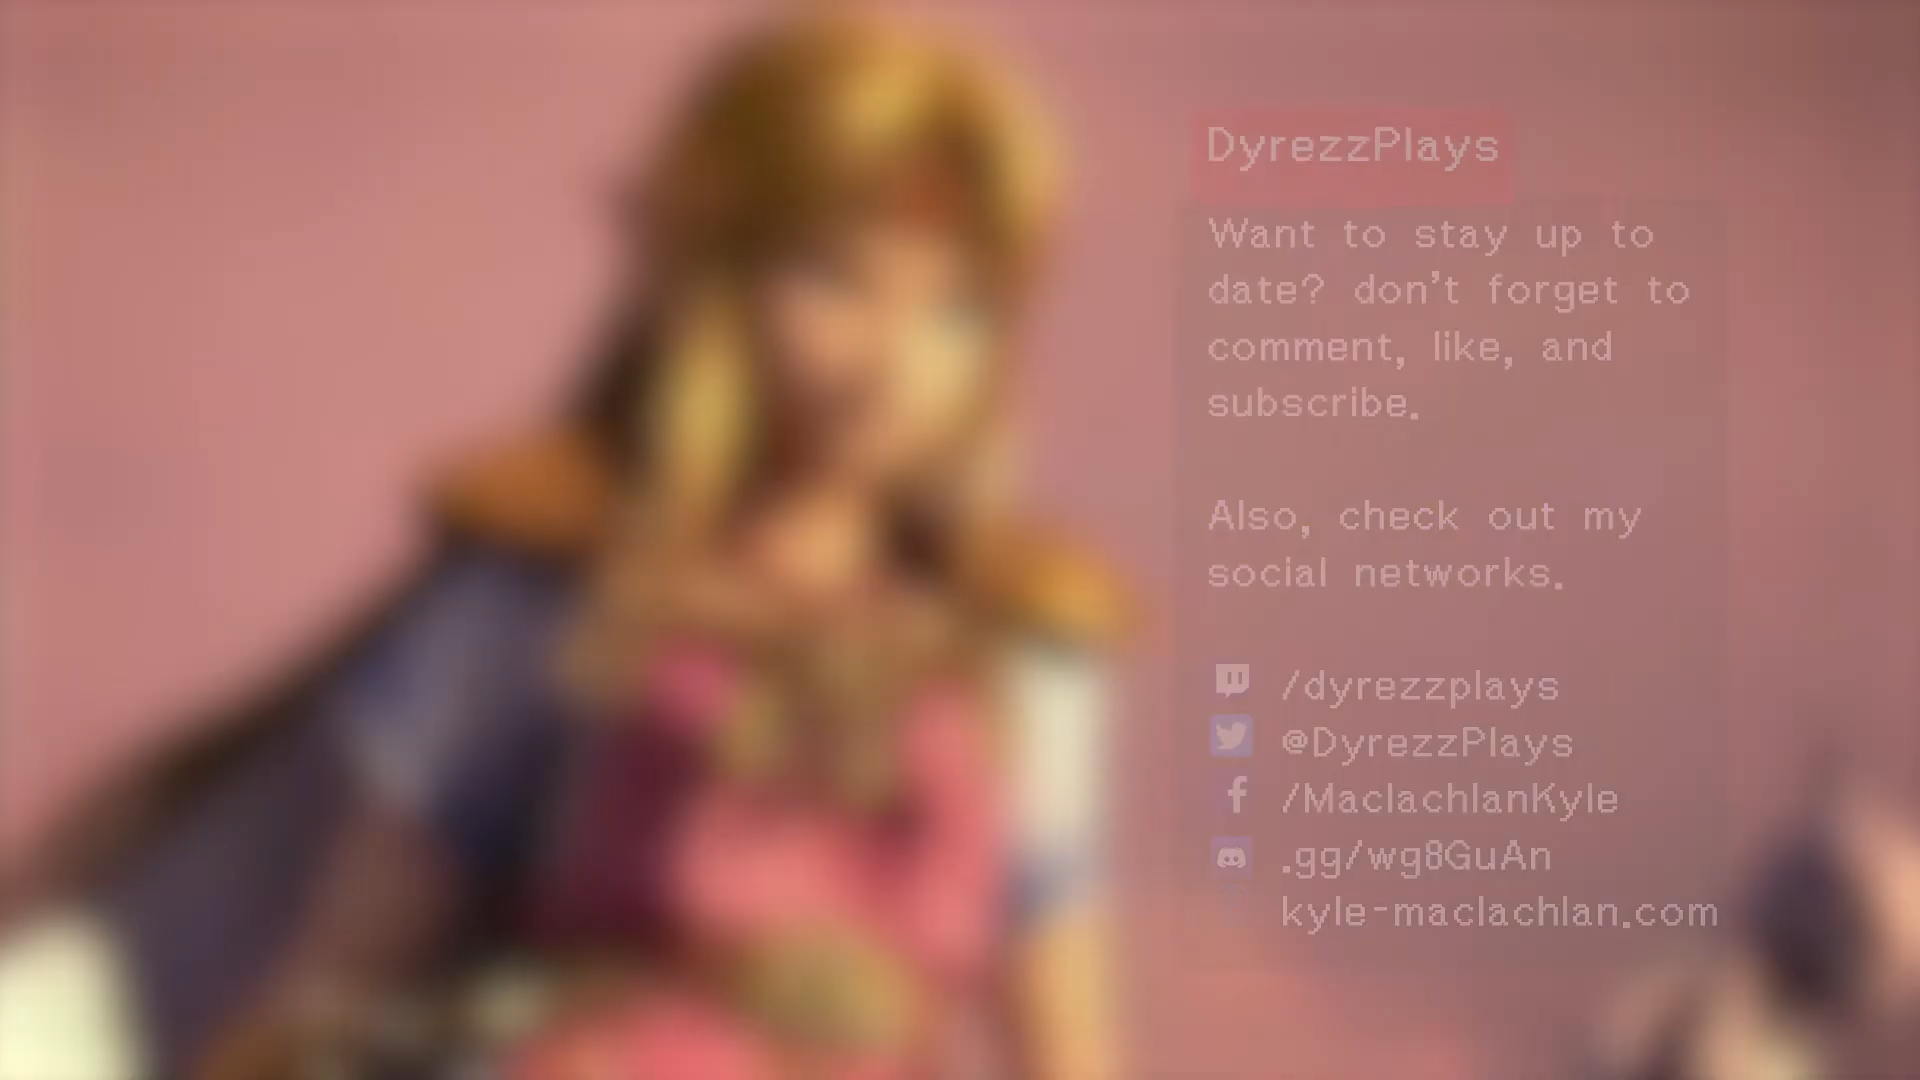 DyrezzPlays
Want to stay up to
date? don't forget to
comment, like, and
subscribe.
Also, check out my
social networks.
/dyrezzplays
@DyrezzPlays
/MaclachlanKyle
.gg/wg8GuAn
kyle-maclachlan.com